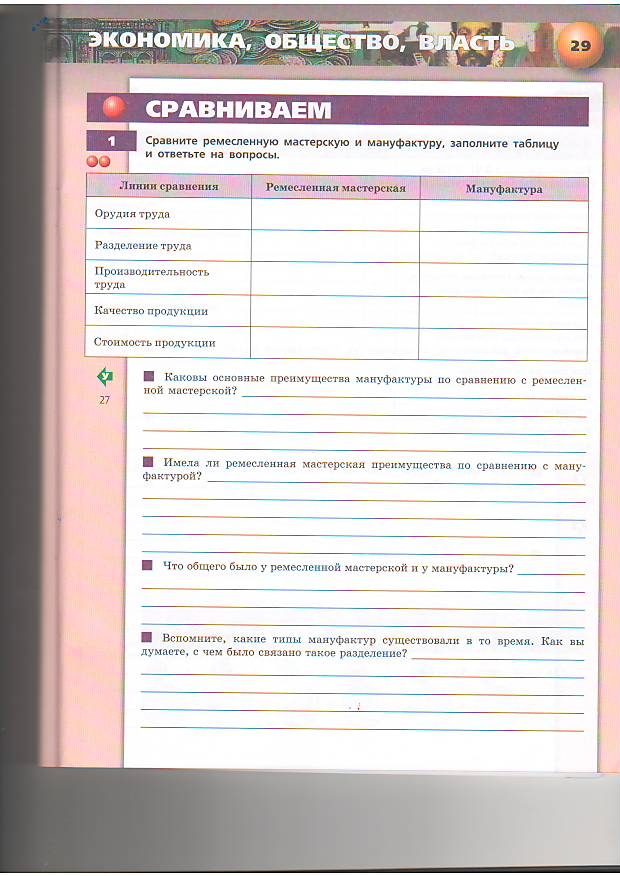 ЭКОНОМИКА, ОБЩЕСТВО, ВЛАСТЬ
29
СРАВНИВАЕМ
1
Сравните ремесленную мастерскую и мануфактуру, заполните таблицу
и ответьте на вопросы.
Линии сравнения Ремесленная мастерская Мануфактура
Орудия труда
Разделение труда
Производительность
труда
Качество продукции
Стоимость продукции
У
27
Каковы основные преимущества мануфактуры по сравнению с ремеслен-
ной мастерской?
Имела ли ремесленная мастерская преимущества по сравнению с ману-
фактурой?
Что общего было у ремесленной мастерской и у мануфактуры?
Вспомните, какие типы мануфактур существовали в то время. Как вы
думаете, с чем было связано такое разделение?